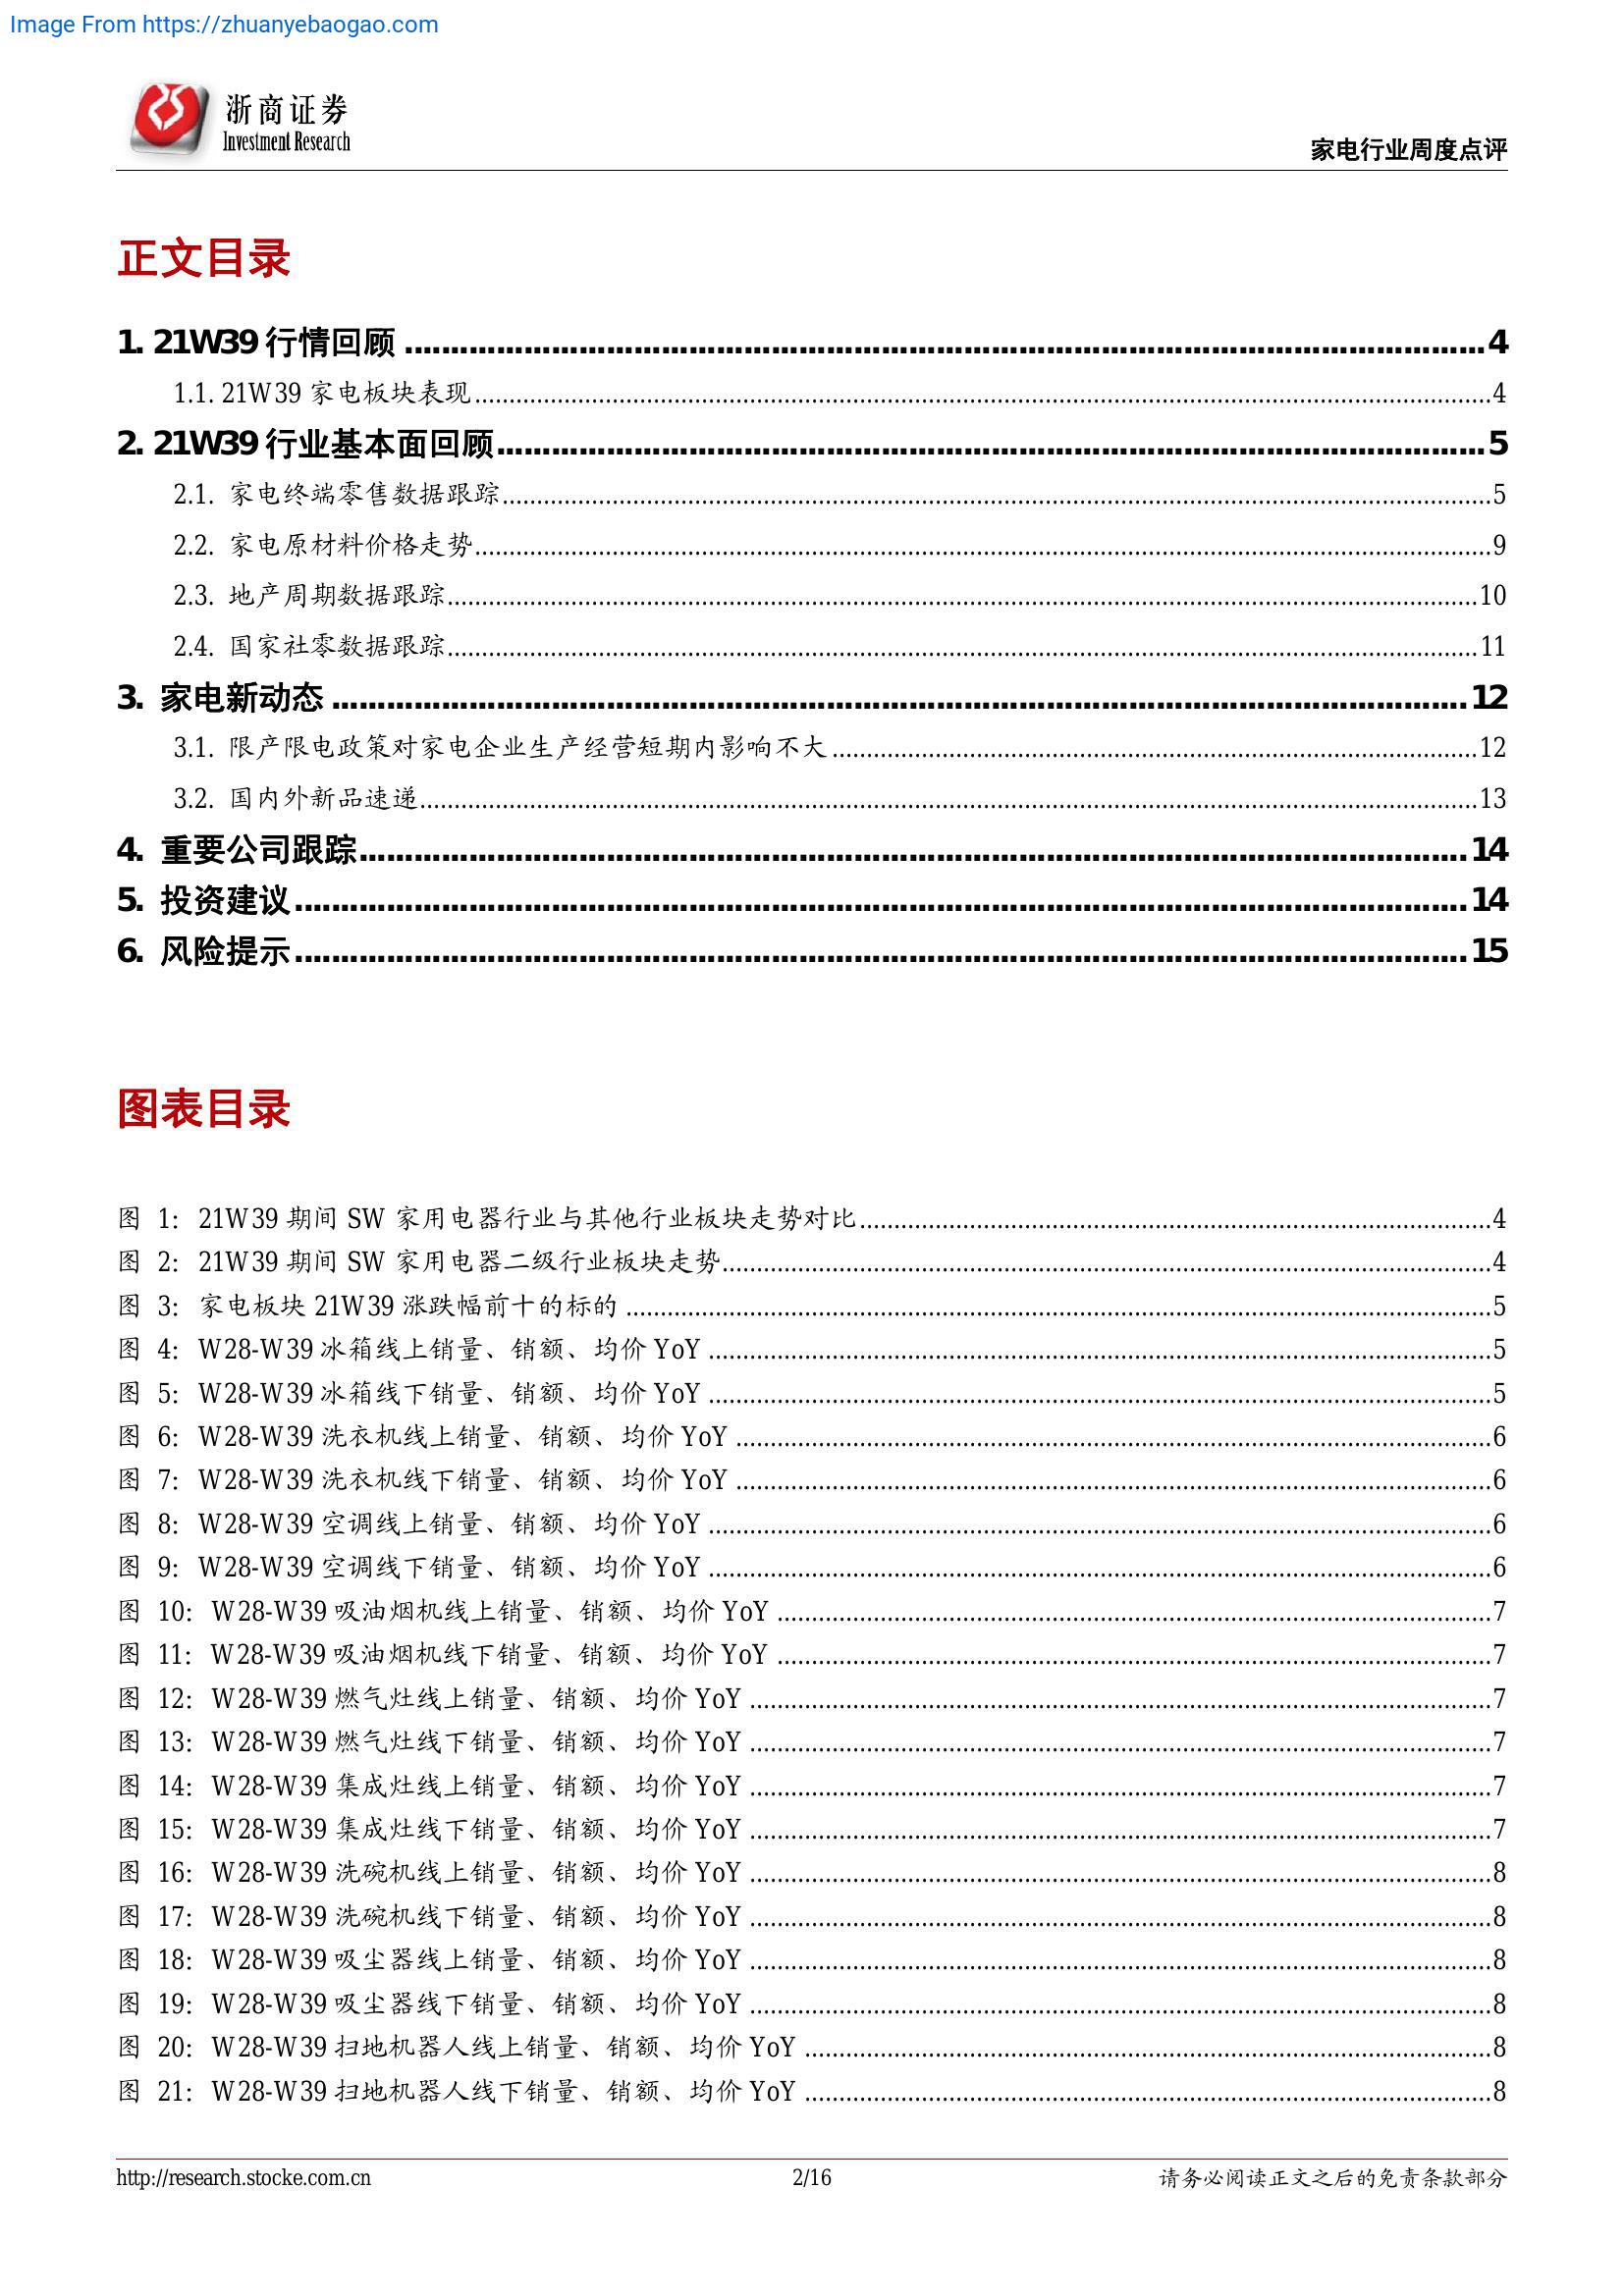 Image From https://zhuanyebaogao.com
浙商证券
Investment Research
家电行业周度点评
正文目录
1. 21W39 行情回顾 ........ 4
1.1. 21W39 家电板块表现 ........ 4
2. 21W39 行业基本面回顾 ........ 5
2.1. 家电终端零售数据跟踪 ........ 5
2.2. 家电原材料价格走势 ........ 9
2.3. 地产周期数据跟踪 ........ 10
2.4. 国家社零数据跟踪 ........ 11
3. 家电新动态 ........ 12
3.1. 限产限电政策对家电企业生产经营短期内影响不大 ........ 12
3.2. 国内外新品速递 ........ 13
4. 重要公司跟踪 ........ 14
5. 投资建议 ........ 14
6. 风险提示 ........ 15
图表目录
图 1: 21W39 期间 SW 家用电器行业与其他行业板块走势对比 ........ 4
图 2: 21W39 期间 SW 家用电器二级行业板块走势 ........ 4
图 3: 家电板块 21W39 涨跌幅前十的标的 ........ 5
图 4: W28-W39 冰箱线上销量、销额、均价 YoY ........ 5
图 5: W28-W39 冰箱线下销量、销额、均价 YoY ........ 5
图 6: W28-W39 洗衣机线上销量、销额、均价 YoY ........ 6
图 7: W28-W39 洗衣机线下销量、销额、均价 YoY ........ 6
图 8: W28-W39 空调线上销量、销额、均价 YoY ........ 6
图 9: W28-W39 空调线下销量、销额、均价 YoY ........ 6
图 10: W28-W39 吸油烟机线上销量、销额、均价 YoY ........ 7
图 11: W28-W39 吸油烟机线下销量、销额、均价 YoY ........ 7
图 12: W28-W39 燃气灶线上销量、销额、均价 YoY ........ 7
图 13: W28-W39 燃气灶线下销量、销额、均价 YoY ........ 7
图 14: W28-W39 集成灶线上销量、销额、均价 YoY ........ 7
图 15: W28-W39 集成灶线下销量、销额、均价 YoY ........ 7
图 16: W28-W39 洗碗机线上销量、销额、均价 YoY ........ 8
图 17: W28-W39 洗碗机线下销量、销额、均价 YoY ........ 8
图 18: W28-W39 吸尘器线上销量、销额、均价 YoY ........ 8
图 19: W28-W39 吸尘器线下销量、销额、均价 YoY ........ 8
图 20: W28-W39 扫地机器人线上销量、销额、均价 YoY ........ 8
图 21: W28-W39 扫地机器人线下销量、销额、均价 YoY ........ 8
http://research.stocke.com.cn 2/16 请务必阅读正文之后的免责条款部分